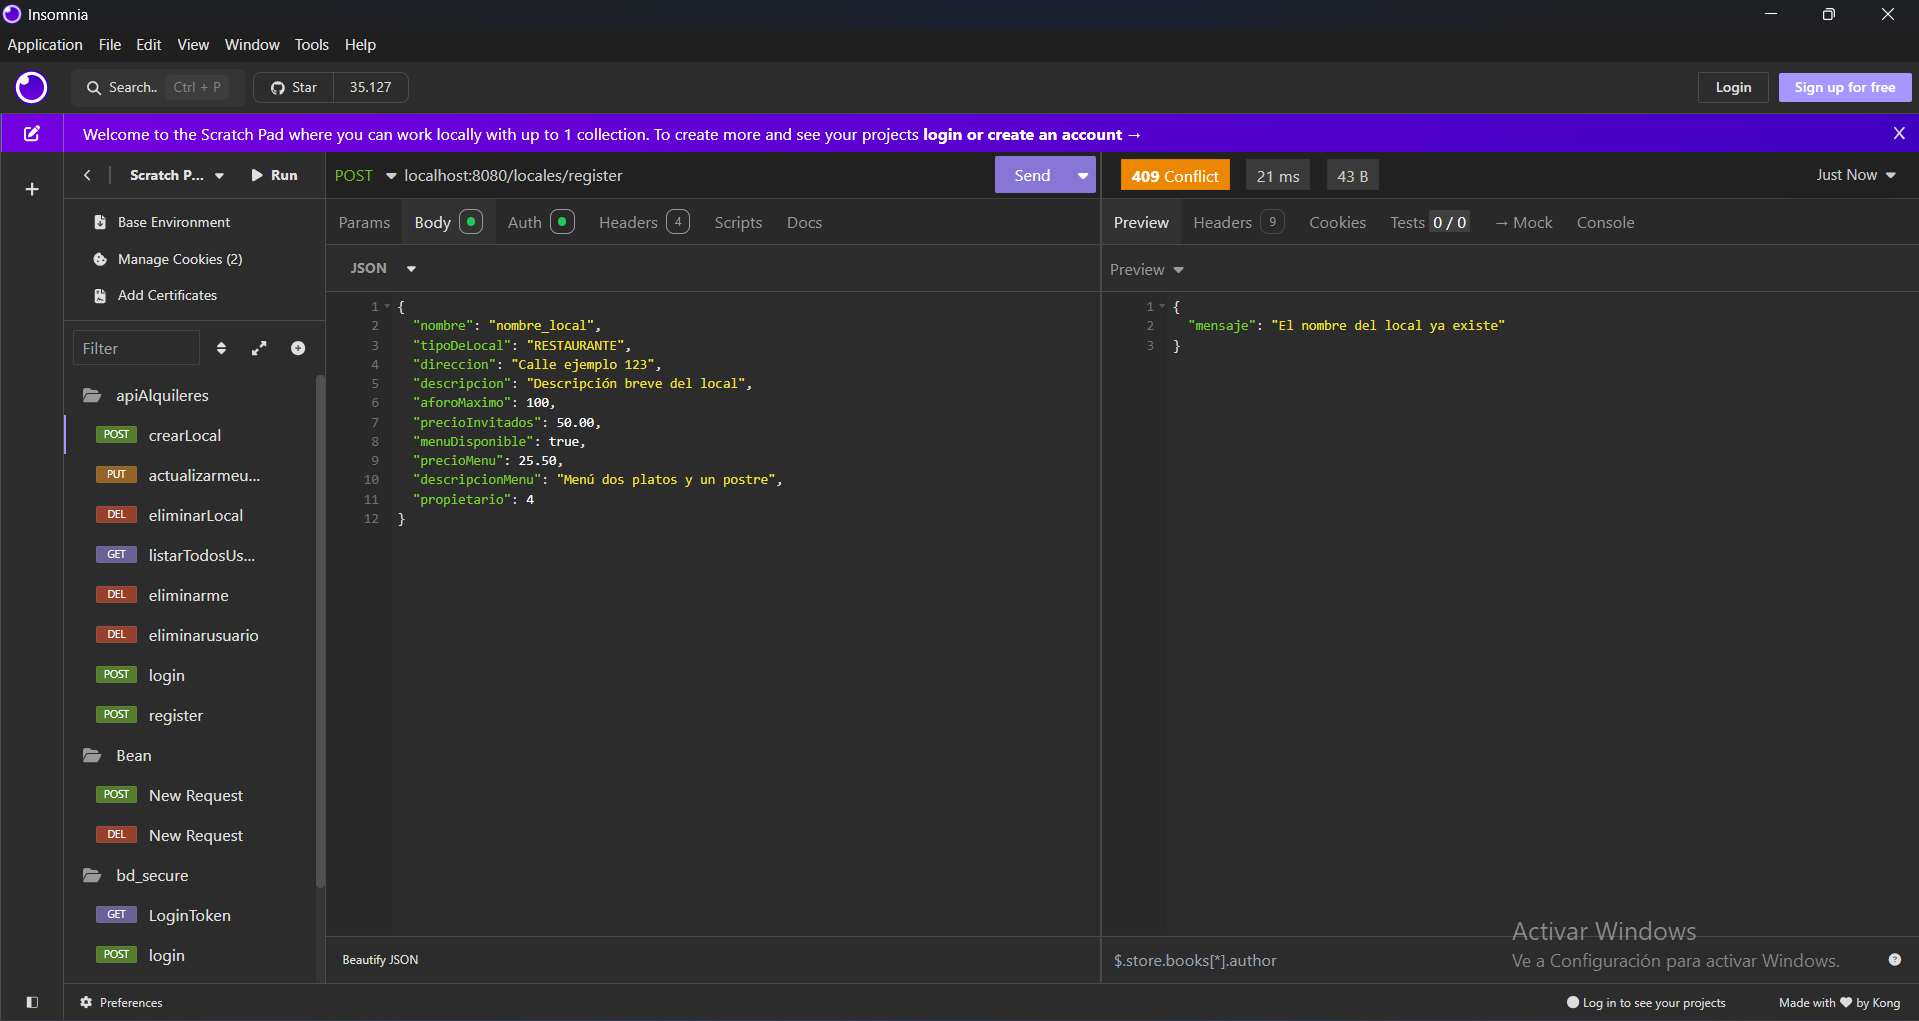 Insomnia
Application File Edit View Window Tools Help
Search.. Ctrl + P Star 35.127 Login Sign up for free
Welcome to the Scratch Pad where you can work locally with up to 1 collection. To create more and see your projects login or create an account →
Scratch P... Run
POST localhost:8080/locales/register Send
409 Conflict 21 ms 43 B Just Now
Base Environment
Manage Cookies (2)
Add Certificates
Filter
apiAlquileres
POST crearLocal
PUT actualizarmeu...
DEL eliminarLocal
GET listarTodosUs...
DEL eliminarme
DEL eliminarusuario
POST login
POST register
Bean
POST New Request
DEL New Request
bd_secure
GET LoginToken
POST login
Params Body Auth Headers 4 Scripts Docs
JSON
1 {
2 "nombre": "nombre_local",
3 "tipoDeLocal": "RESTAURANTE",
4 "direccion": "Calle ejemplo 123",
5 "descripcion": "Descripción breve del local",
6 "aforoMaximo": 100,
7 "precioInvitados": 50.00,
8 "menuDisponible": true,
9 "precioMenu": 25.50,
10 "descripcionMenu": "Menú dos platos y un postre",
11 "propietario": 4
12 }
Beautify JSON
Preview Headers 9 Cookies Tests 0 / 0 → Mock Console
Preview
1 {
2 "mensaje": "El nombre del local ya existe"
3 }
Activar Windows
Ve a Configuración para activar Windows.
$.store.books[*].author
Preferences
Log in to see your projects
Made with ♥ by Kong